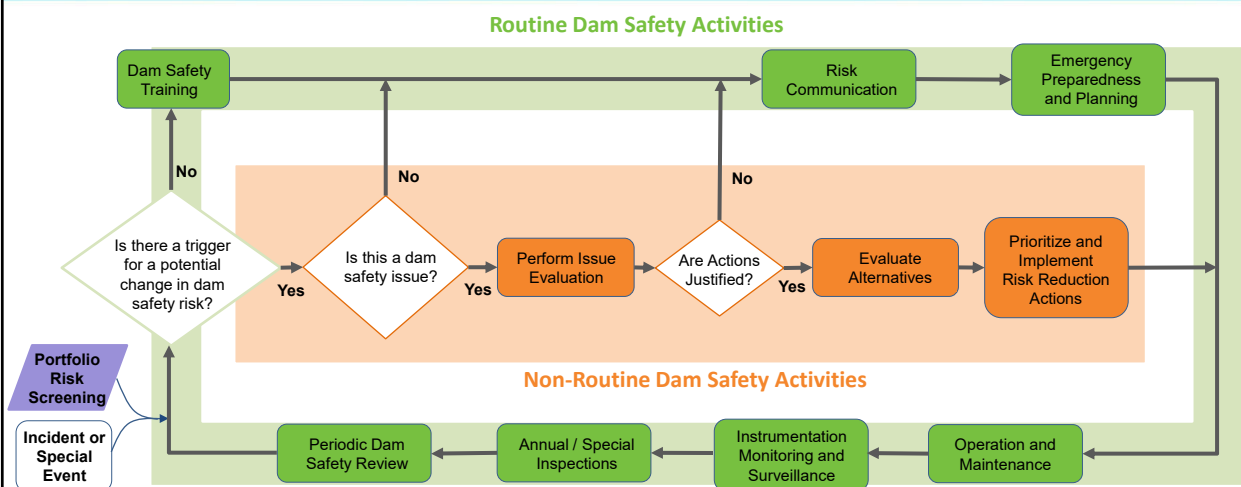 Routine Dam Safety Activities
Dam Safety
Training
Risk
Communication
Emergency
Preparedness
and Planning
No
No
No
Is there a trigger
for a potential
change in dam
safety risk?
Yes
Is this a dam
safety issue?
Yes
Perform Issue
Evaluation
Are Actions
Justified?
Yes
Evaluate
Alternatives
Prioritize and
Implement
Risk Reduction
Actions
Non-Routine Dam Safety Activities
Portfolio
Risk
Screening
Incident or
Special
Event
Periodic Dam
Safety Review
Annual / Special
Inspections
Instrumentation
Monitoring and
Surveillance
Operation and
Maintenance